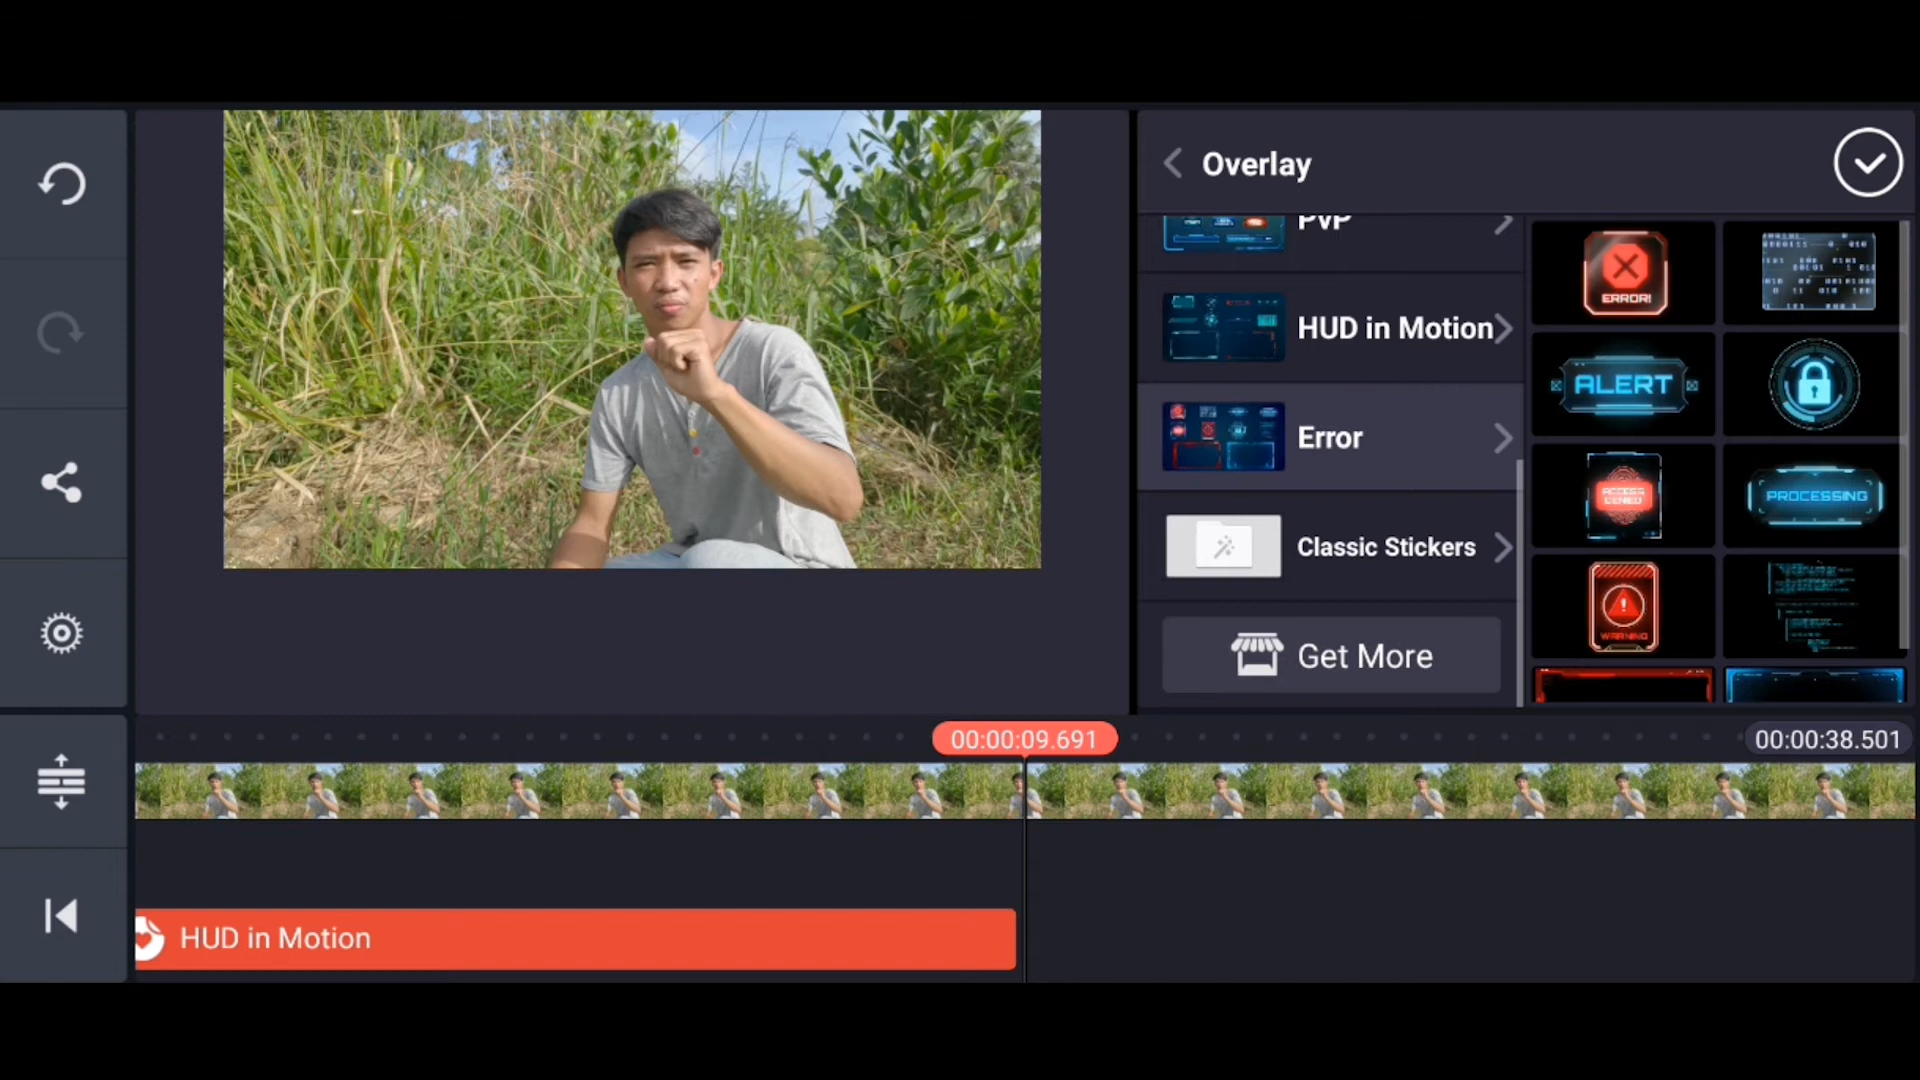 Overlay
PvP
HUD in Motion
Error
Classic Stickers
Get More
ERROR!
ALERT
ACCESS
DENIED
PROCESSING
WARNING
00:00:09.691
00:00:38.501
HUD in Motion